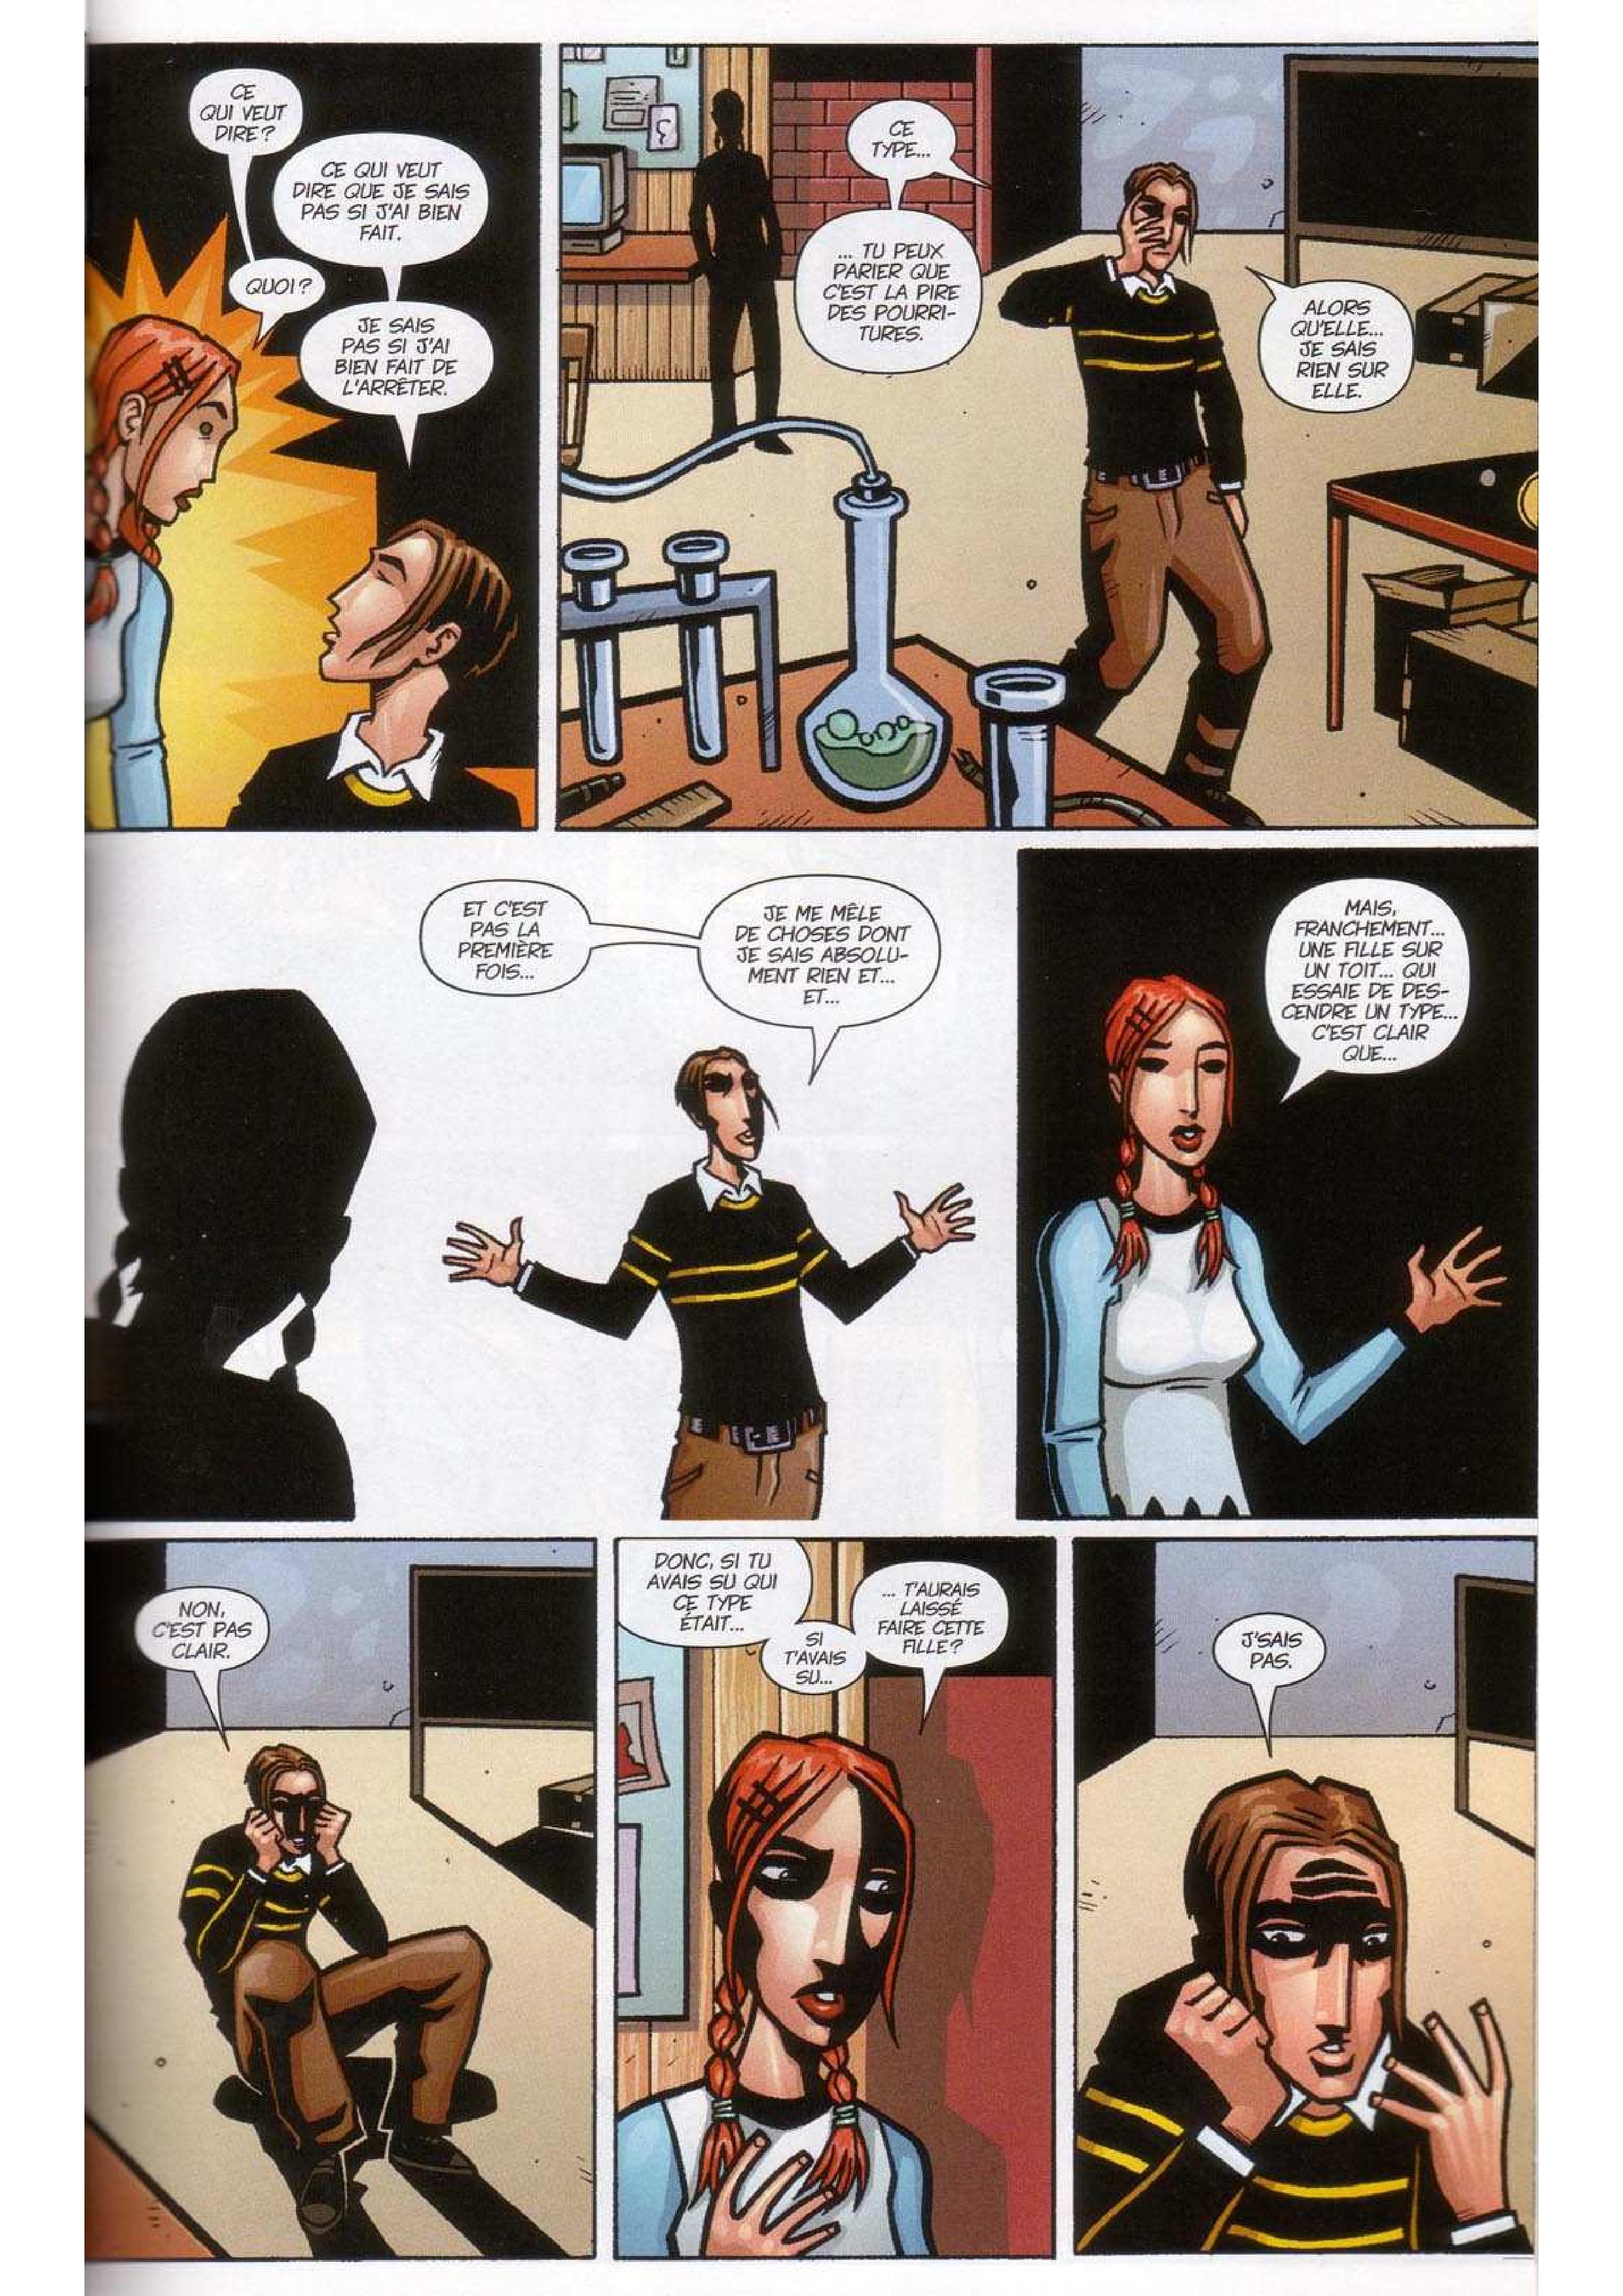 CE
QUI VEUT
DIRE?
CE QUI VEUT
DIRE QUE JE SAIS
PAS SI J'AI BIEN
FAIT.
QUOI?
JE SAIS
PAS SI J'AI
BIEN FAIT DE
L'ARRÊTER.
CE
TYPE...
... TU PEUX
PARIER QUE
C'EST LA PIRE
DES POURRI-
TURES.
ALORS
QU'ELLE...
JE SAIS
RIEN SUR
ELLE.
ET C'EST
PAS LA
PREMIÈRE
FOIS...
JE ME MÊLE
DE CHOSES DONT
JE SAIS ABSOLU-
MENT RIEN ET...
ET...
MAIS,
FRANCHEMENT...
UNE FILLE SUR
UN TOIT... QUI
ESSAIE DE DES-
CENDRE UN TYPE...
C'EST CLAIR
QUE...
NON,
C'EST PAS
CLAIR.
DONC, SI TU
AVAIS SU QUI
CE TYPE
ÉTAIT...
SI
T'AVAIS
SU...
... T'AURAIS
LAISSÉ
FAIRE CETTE
FILLE?
J'SAIS
PAS.